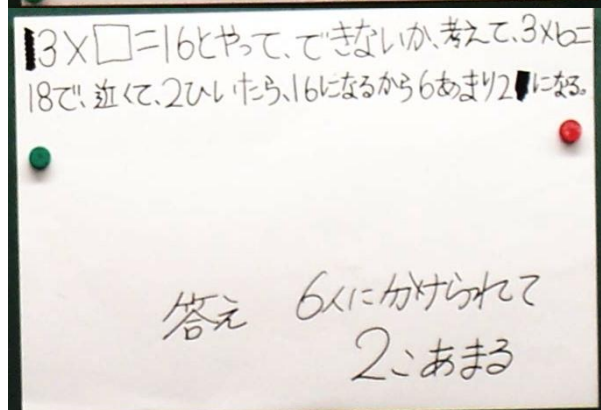 3×□=16とやって、できないか、考えて、3×6=
18で、近くて、2ひいたら、16になるから6あまり2になる。
答え 6人にわけられて
2こあまる